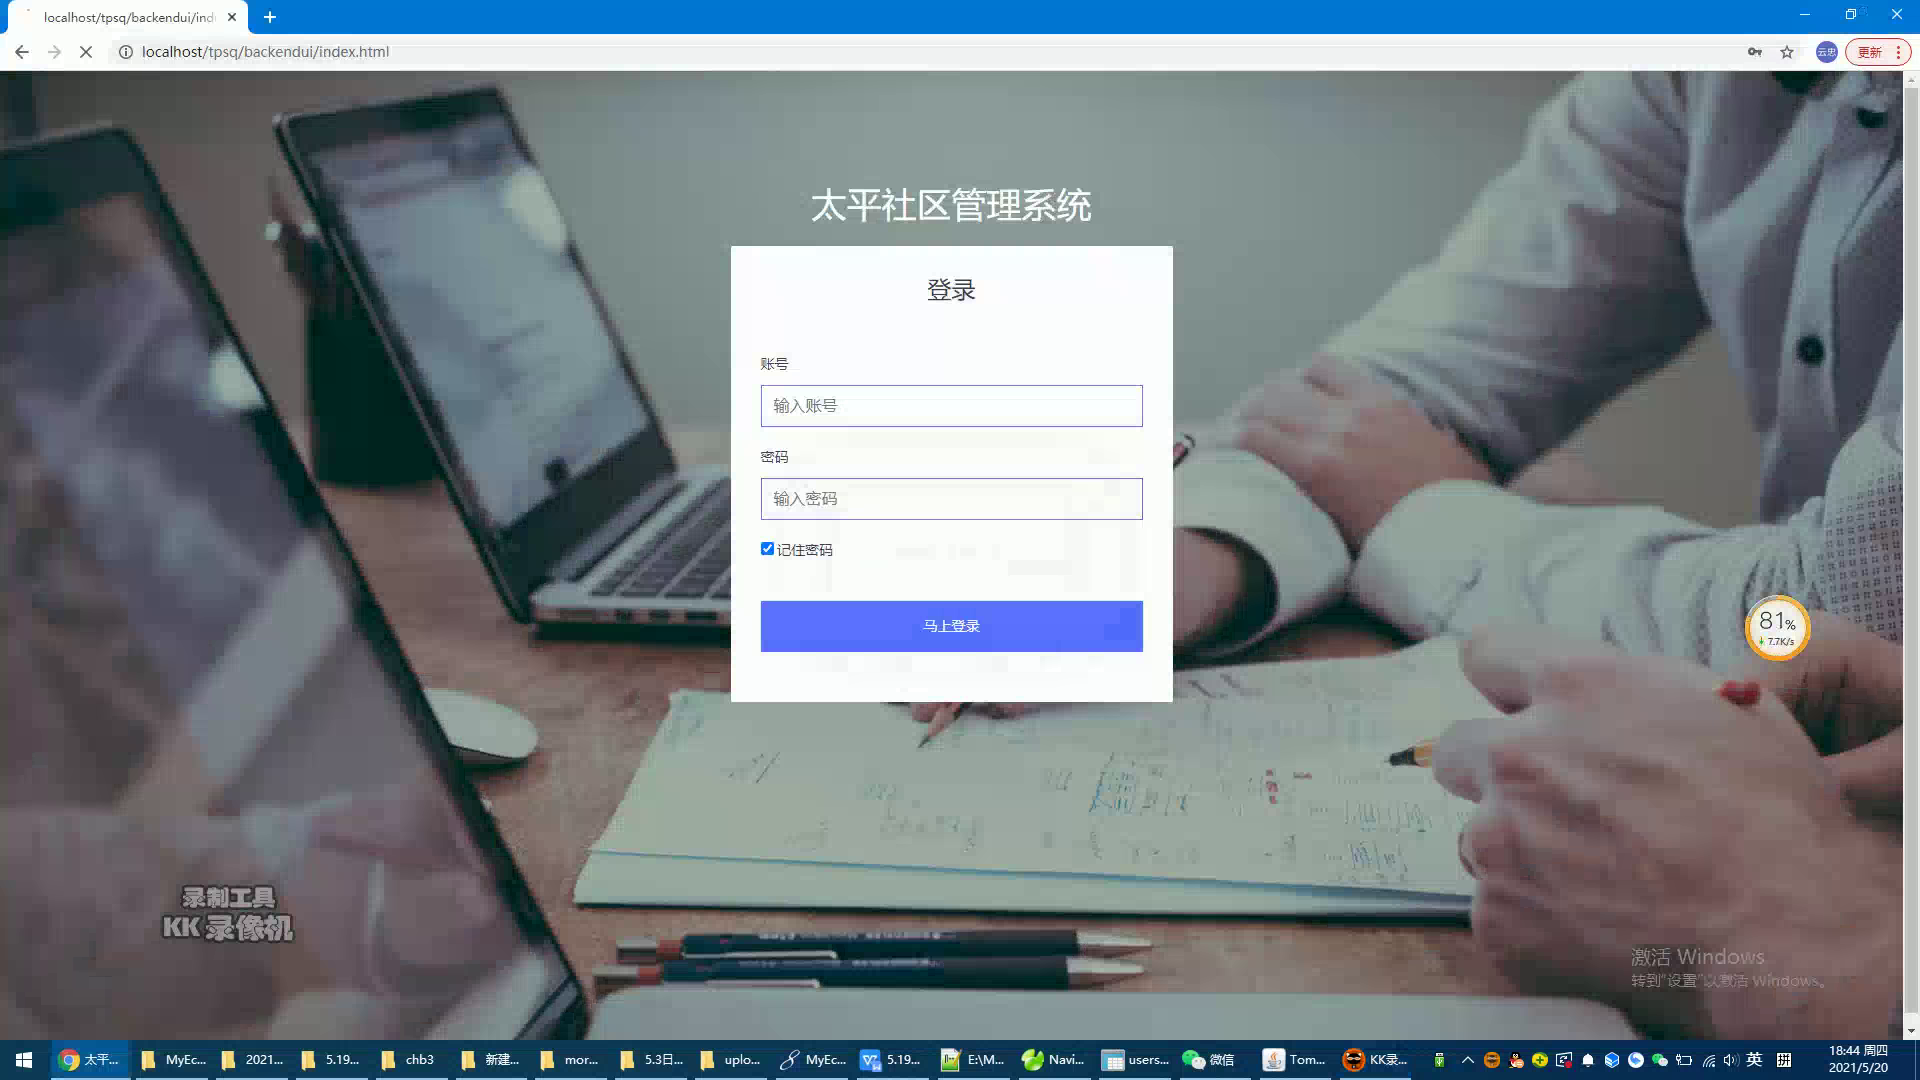 localhost/tpsq/backendui/ind
localhost/tpsq/backendui/index.html
云忠
更新
太平社区管理系统
登录
账号
输入账号
密码
输入密码
记住密码
马上登录
81%
7.7K/s
录制工具
KK 录像机
激活 Windows
转到"设置"以激活 Windows。
太平...
MyEc...
2021...
5.19...
chb3
新建...
mor...
5.3日...
uplo...
MyEc...
5.19...
E:\M...
Navi...
users...
微信
Tom...
KK录...
英
拼
18:44 周四
2021/5/20